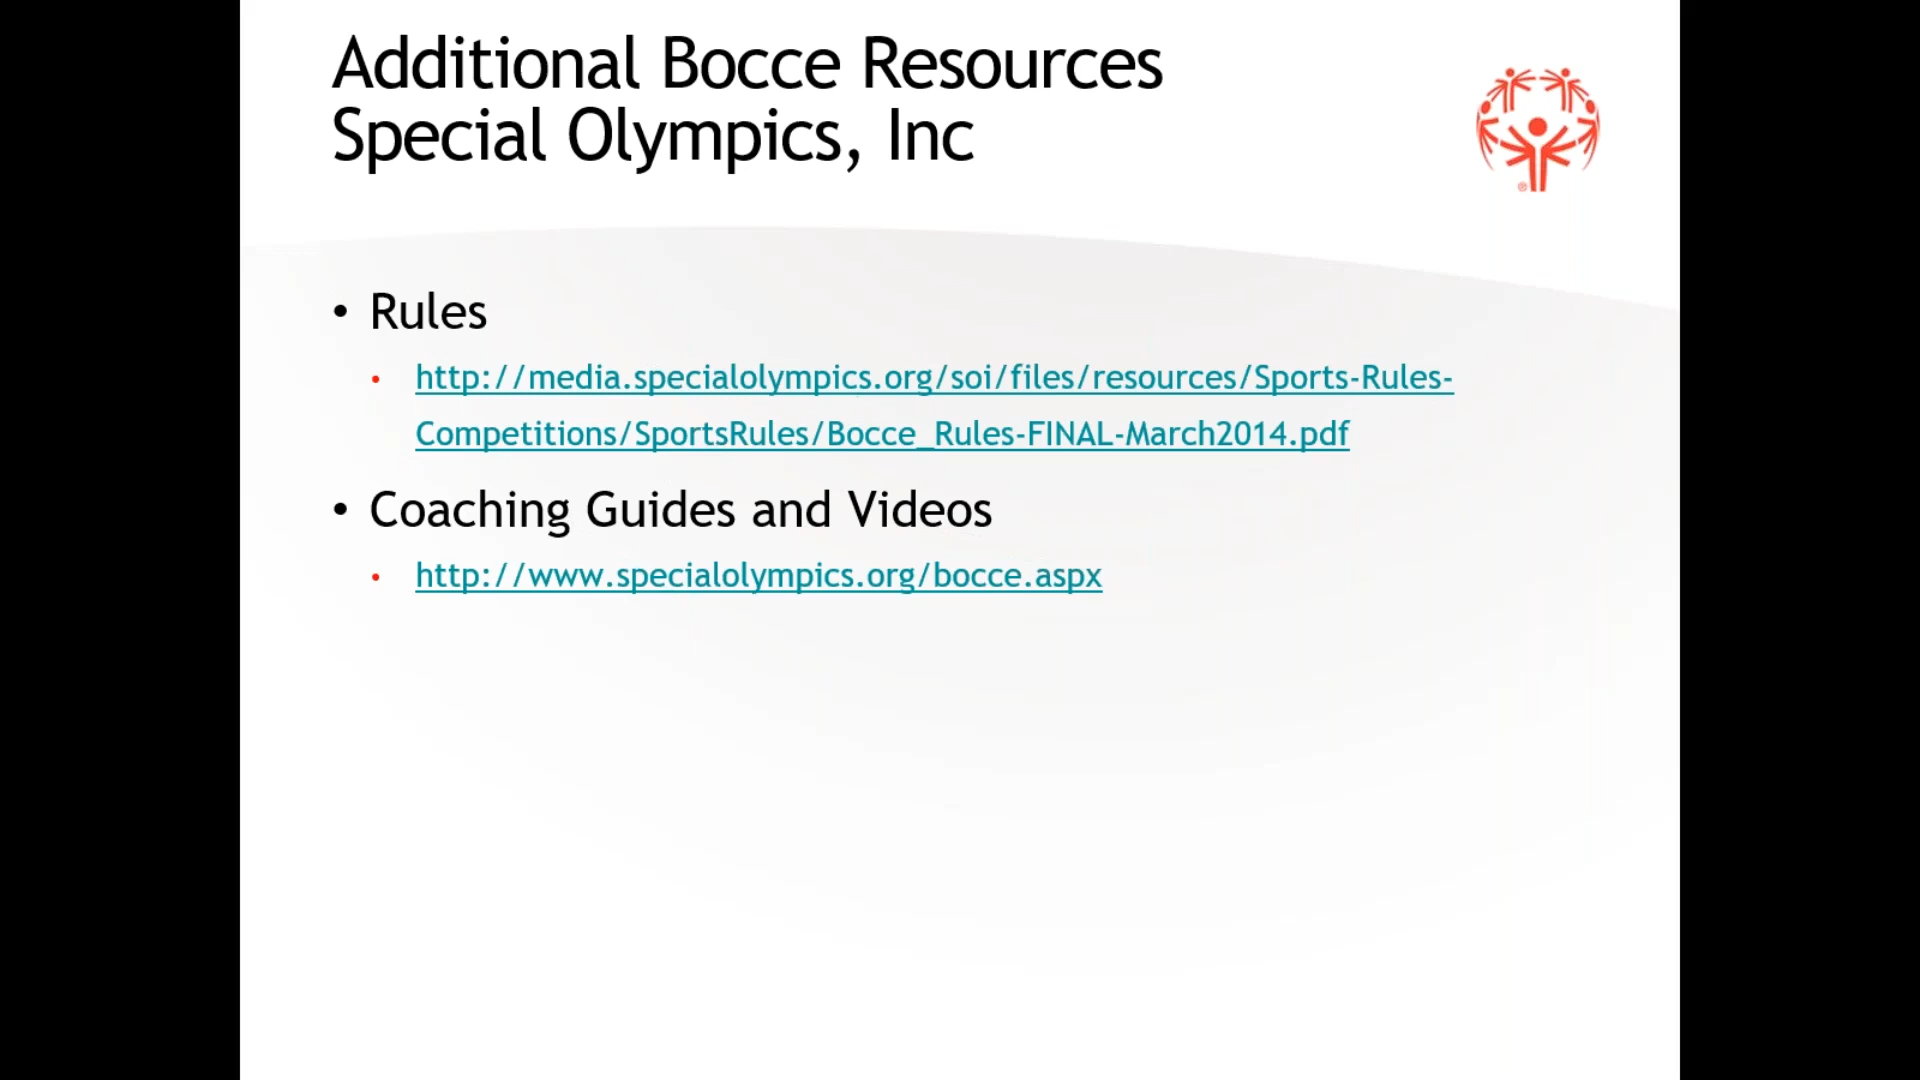 Additional Bocce Resources
Special Olympics, Inc
®
• Rules
• http://media.specialolympics.org/soi/files/resources/Sports-Rules-
Competitions/SportsRules/Bocce_Rules-FINAL-March2014.pdf
• Coaching Guides and Videos
• http://www.specialolympics.org/bocce.aspx